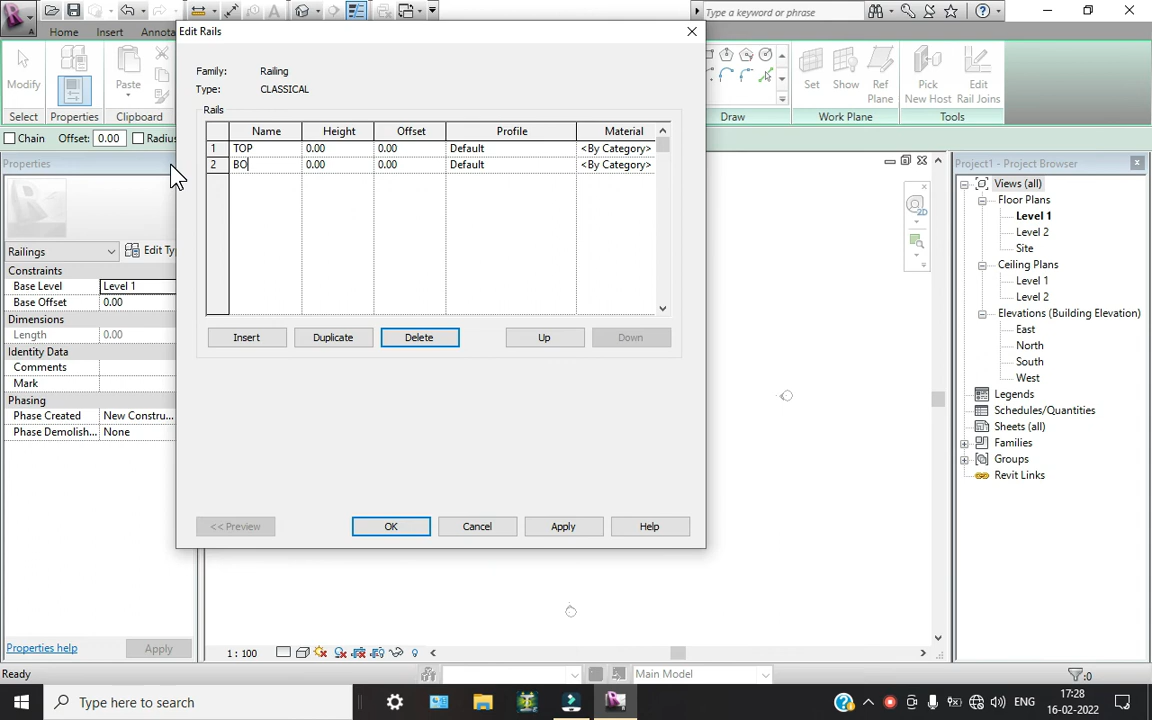 Type a keyword or phrase
Home Insert Annota
Edit Rails
Modify
Paste
Set Show Ref Plane
Pick New Host
Edit Rail Joins
Select Properties Clipboard Draw Work Plane Tools
Chain Offset: 0.00 Radius
Family: Railing
Type: CLASSICAL
Rails
Name Height Offset Profile Material
1 TOP 0.00 0.00 Default <By Category>
2 BO 0.00 0.00 Default <By Category>
Insert Duplicate Delete Up Down
<< Preview OK Cancel Apply Help
Properties
Railings Edit Ty
Constraints
Base Level Level 1
Base Offset 0.00
Dimensions
Length 0.00
Identity Data
Comments
Mark
Phasing
Phase Created New Constru...
Phase Demolish... None
Properties help Apply
2D
Project1 - Project Browser
Views (all)
Floor Plans
Level 1
Level 2
Site
Ceiling Plans
Level 1
Level 2
Elevations (Building Elevation)
East
North
South
West
Legends
Schedules/Quantities
Sheets (all)
Families
Groups
Revit Links
1 : 100
Ready
Main Model
:0
Type here to search
ENG
17:28
16-02-2022